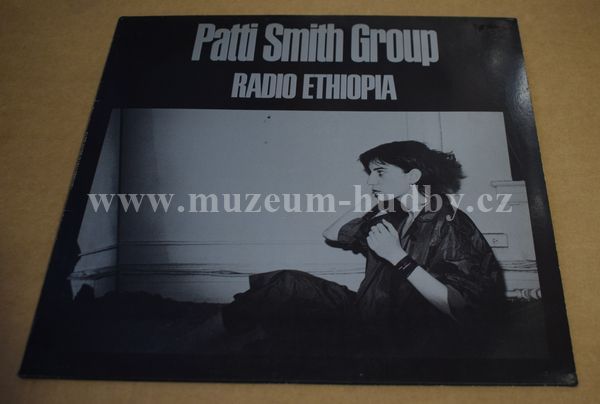 Patti Smith Group
RADIO ETHIOPIA
www.muzeum-hudby.cz